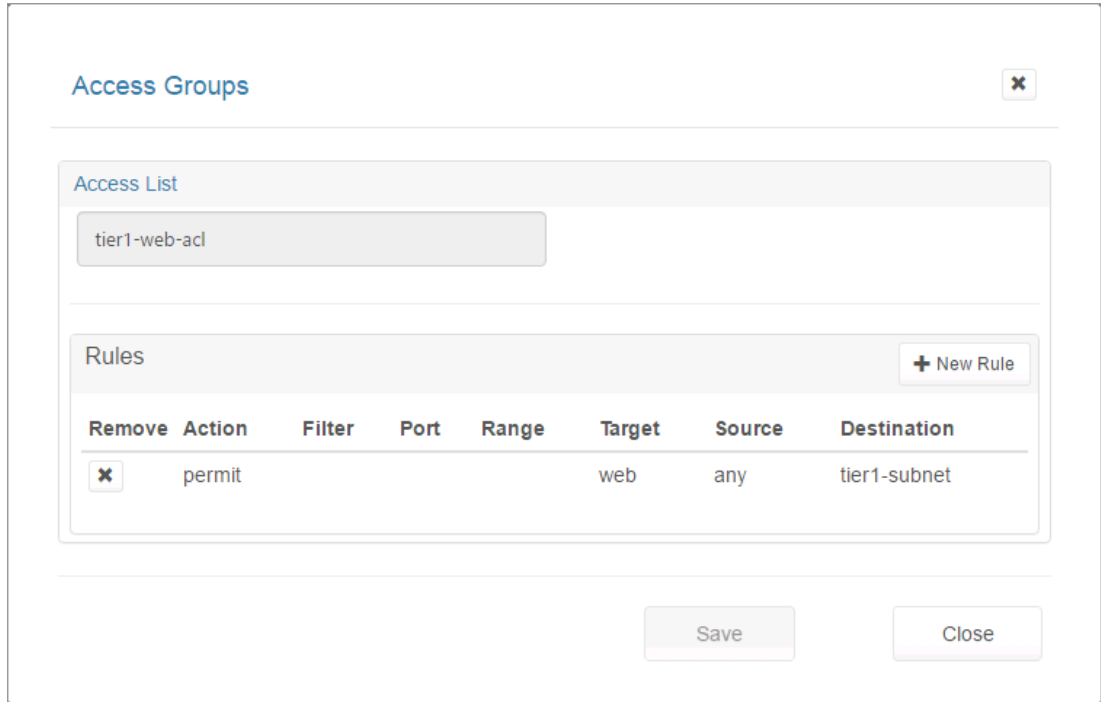 Access Groups
Access List
tier1-web-acl
Rules
New Rule
Remove Action Filter Port Range Target Source Destination
permit web any tier1-subnet
Save Close